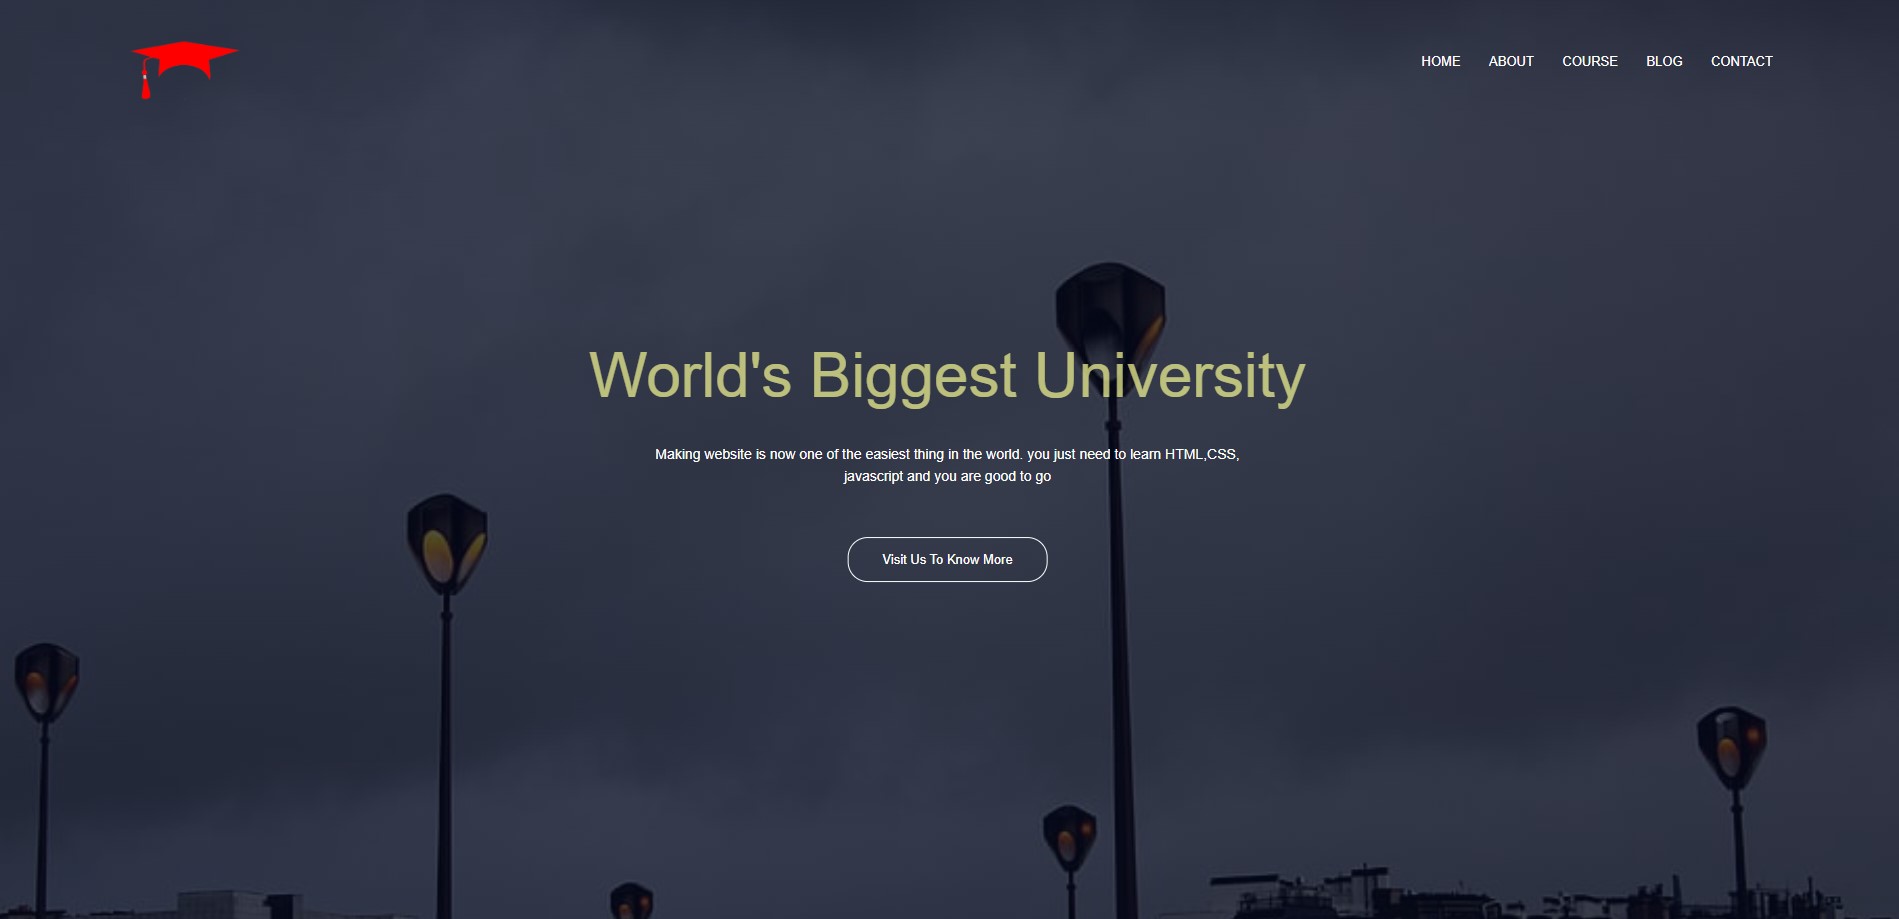 HOME ABOUT COURSE BLOG CONTACT
World's Biggest University
Making website is now one of the easiest thing in the world. you just need to learn HTML,CSS,
javascript and you are good to go
Visit Us To Know More